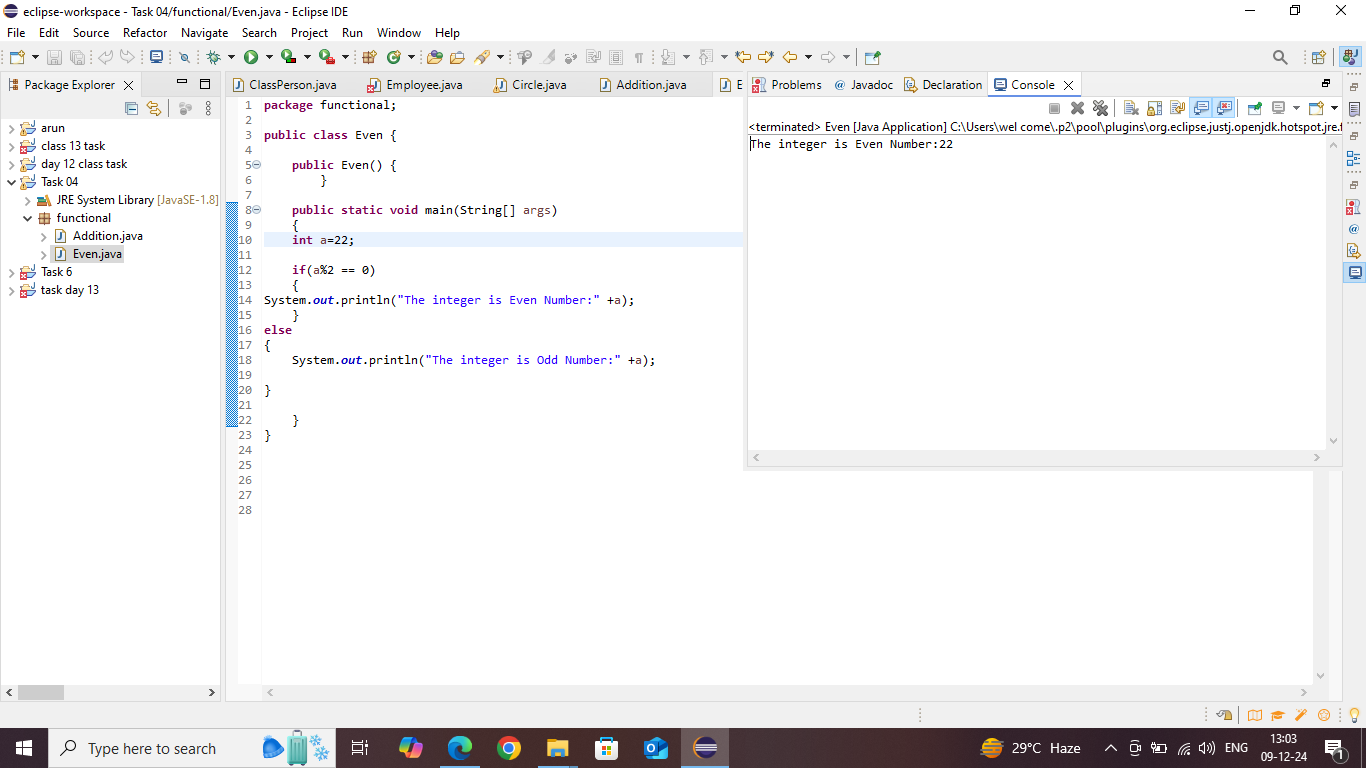 eclipse-workspace - Task 04/functional/Even.java - Eclipse IDE
File Edit Source Refactor Navigate Search Project Run Window Help
Package Explorer
arun
class 13 task
day 12 class task
Task 04
JRE System Library [JavaSE-1.8]
functional
Addition.java
Even.java
Task 6
task day 13
ClassPerson.java Employee.java Circle.java Addition.java E
1 package functional;
2
3 public class Even {
4
5 public Even() {
6 }
7
8 public static void main(String[] args)
9 {
10 int a=22;
11
12 if(a%2 == 0)
13 {
14 System.out.println("The integer is Even Number:" +a);
15 }
16 else
17 {
18 System.out.println("The integer is Odd Number:" +a);
19
20 }
21
22 }
23 }
24
25
26
27
28
Problems @ Javadoc Declaration Console
<terminated> Even [Java Application] C:\Users\wel come\.p2\pool\plugins\org.eclipse.justj.openjdk.hotspot.jre.f
The integer is Even Number:22
Type here to search
29°C Haze
ENG
13:03
09-12-24
1